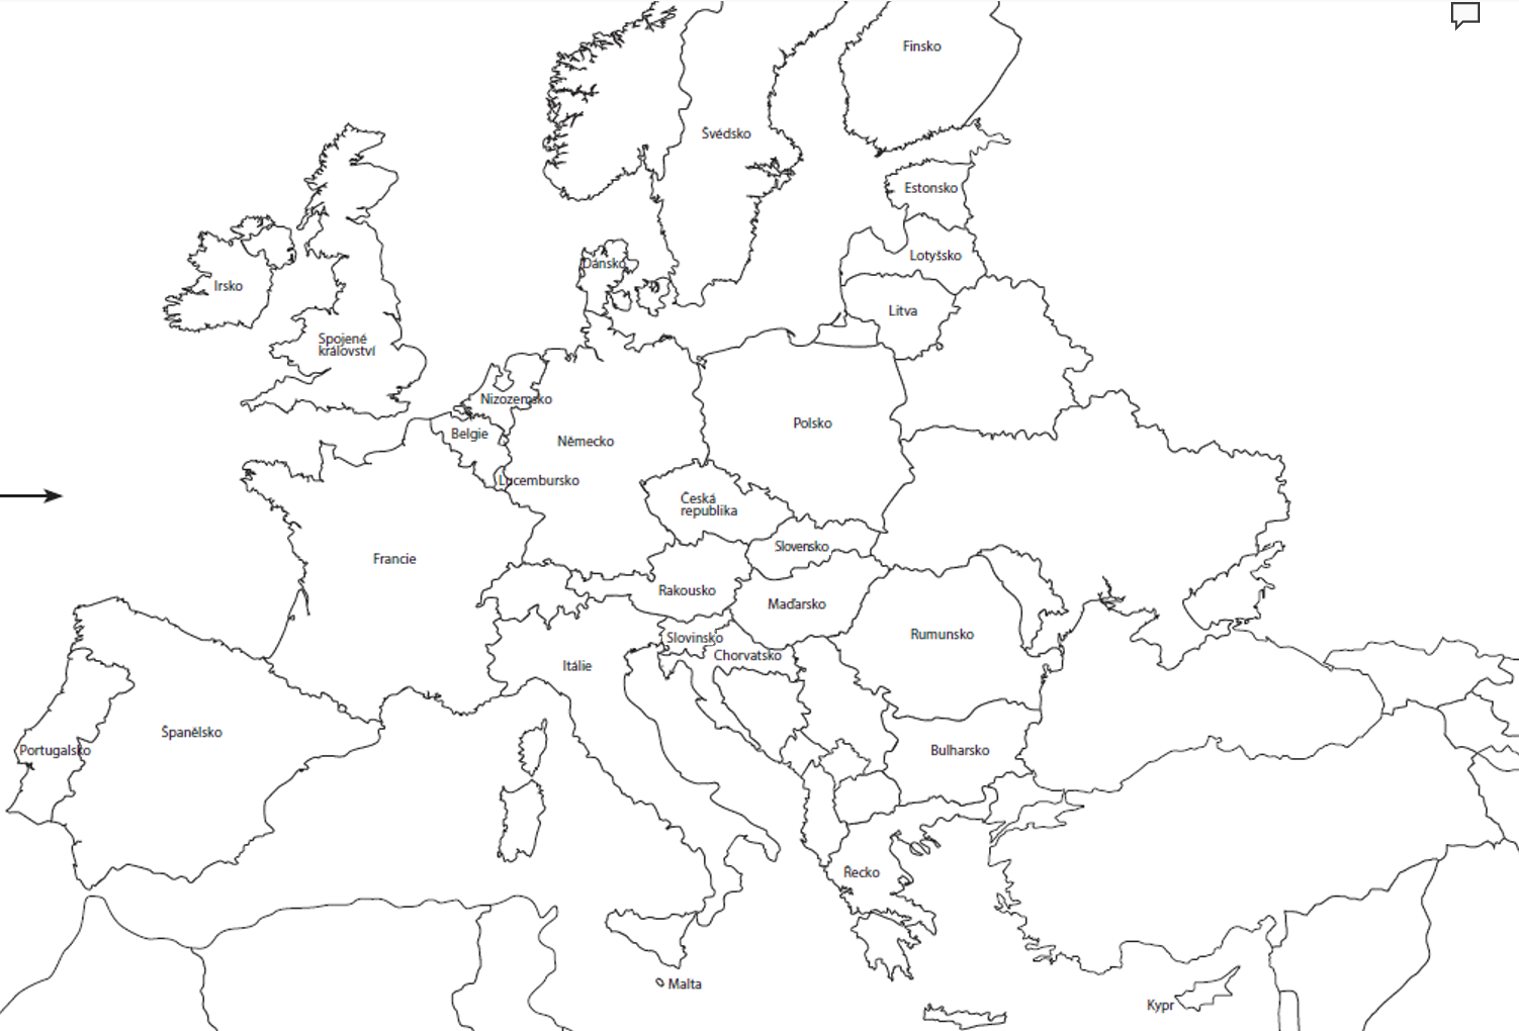 Finsko
Švédsko
Estonsko
Lotyšsko
Dánsko
Irsko
Litva
Spojené
království
Nizozemsko
Polsko
Belgie
Německo
Lucembursko
Česká
republika
Slovensko
Francie
Rakousko
Maďarsko
Rumunsko
Slovinsko
Chorvatsko
Itálie
Španělsko
Portugalsko
Bulharsko
Řecko
Malta
Kypr